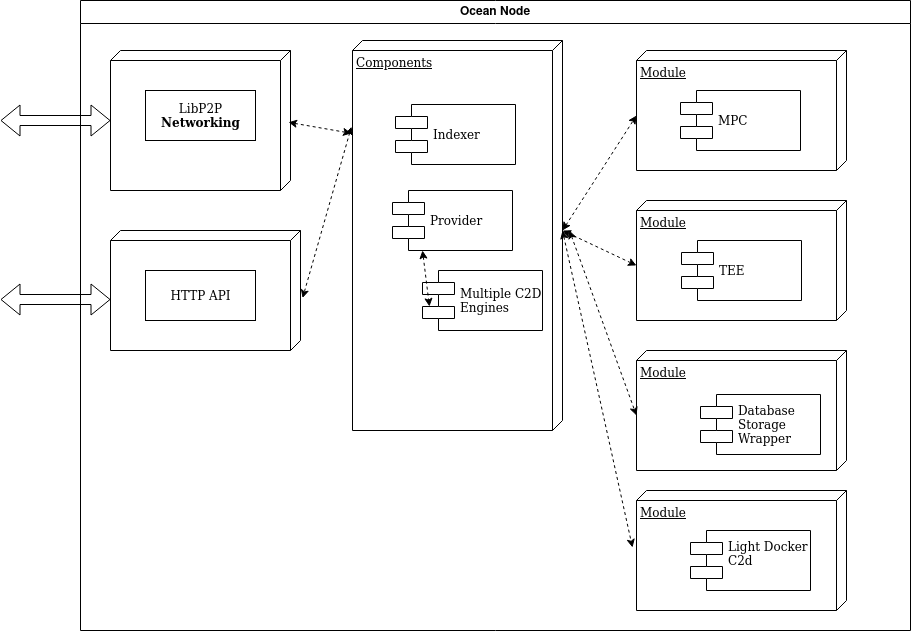 Ocean Node
LibP2P
Networking
HTTP API
Components
Indexer
Provider
Multiple C2D
Engines
Module
MPC
Module
TEE
Module
Database
Storage
Wrapper
Module
Light Docker
C2d